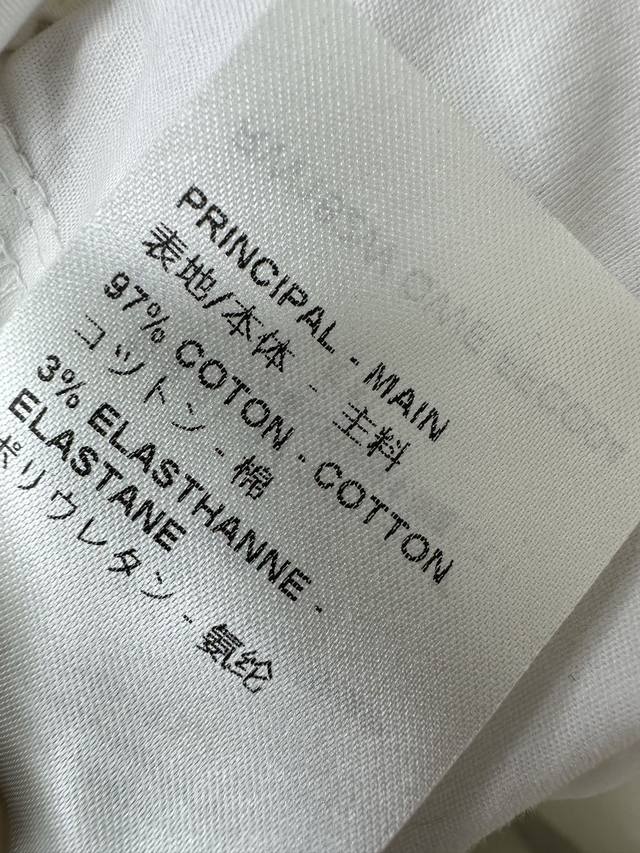 PRINCIPAL - MAIN
表地/本体 - 主料
97% COTON - COTTON
コットン - 棉
3% ELASTHANNE -
ELASTANE
ポリウレタン - 氨纶